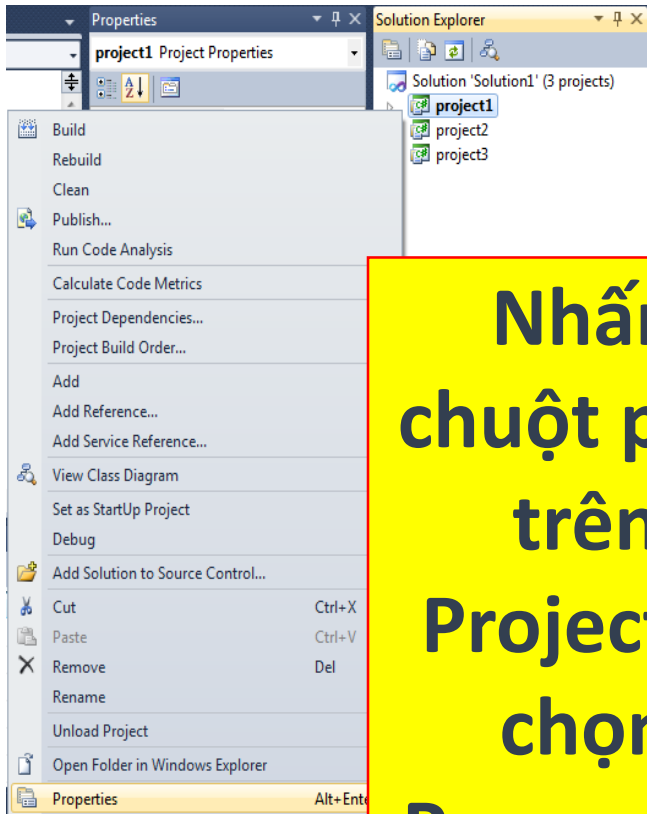 Properties
project1 Project Properties
Solution Explorer
Solution 'Solution1' (3 projects)
project1
project2
project3
Build
Rebuild
Clean
Publish...
Run Code Analysis
Calculate Code Metrics
Project Dependencies...
Project Build Order...
Add
Add Reference...
Add Service Reference...
View Class Diagram
Set as StartUp Project
Debug
Add Solution to Source Control...
Cut Ctrl+X
Paste Ctrl+V
Remove Del
Rename
Unload Project
Open Folder in Windows Explorer
Properties
chuột
trên